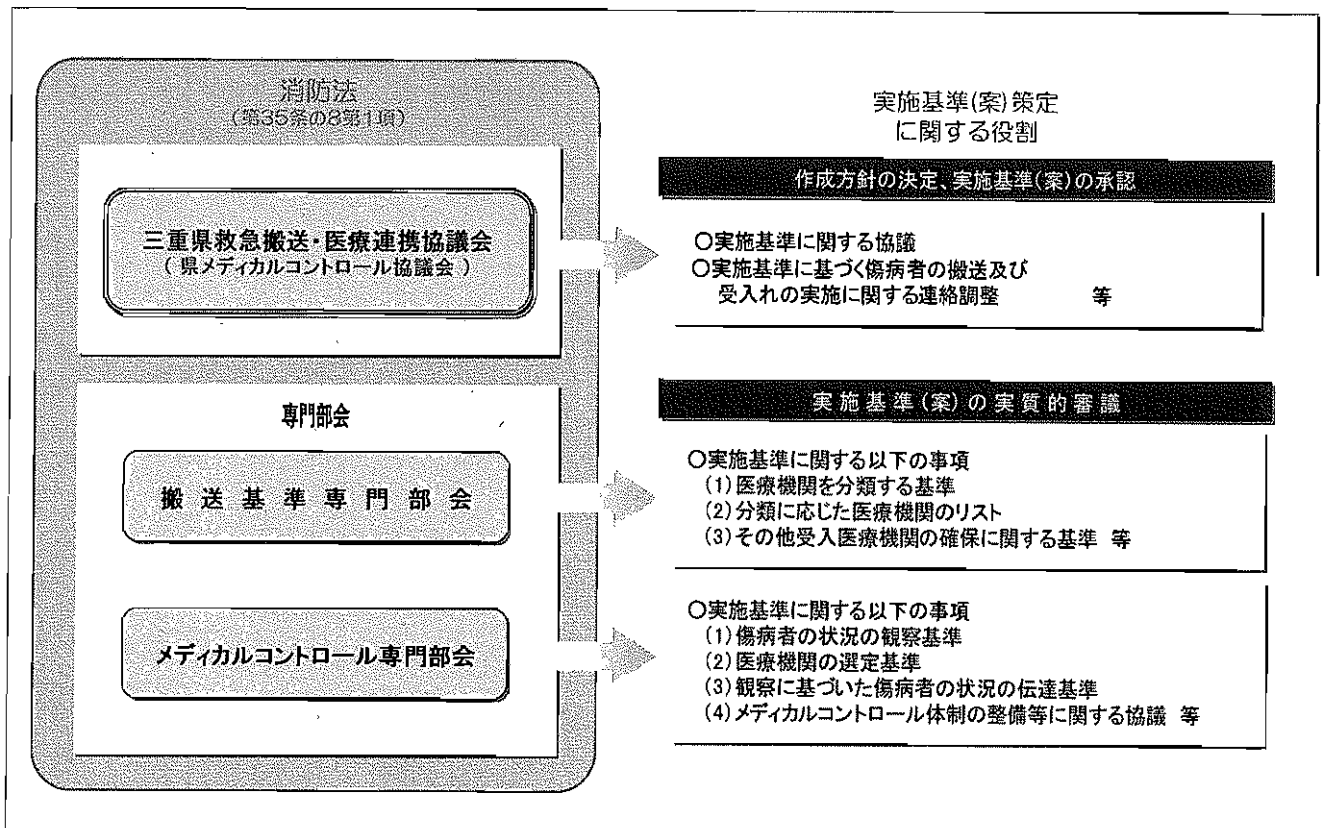 消防法
(第35条の8第1項)
三重県救急搬送・医療連携協議会
(県メディカルコントロール協議会)
専門部会
搬送基準専門部会
メディカルコントロール専門部会
実施基準(案)策定
に関する役割
作成方針の決定、実施基準(案)の承認
○実施基準に関する協議
○実施基準に基づく傷病者の搬送及び
受入れの実施に関する連絡調整 等
実施基準(案)の実質的審議
○実施基準に関する以下の事項
(1)医療機関を分類する基準
(2)分類に応じた医療機関のリスト
(3)その他受入医療機関の確保に関する基準 等
○実施基準に関する以下の事項
(1)傷病者の状況の観察基準
(2)医療機関の選定基準
(3)観察に基づいた傷病者の状況の伝達基準
(4)メディカルコントロール体制の整備等に関する協議 等